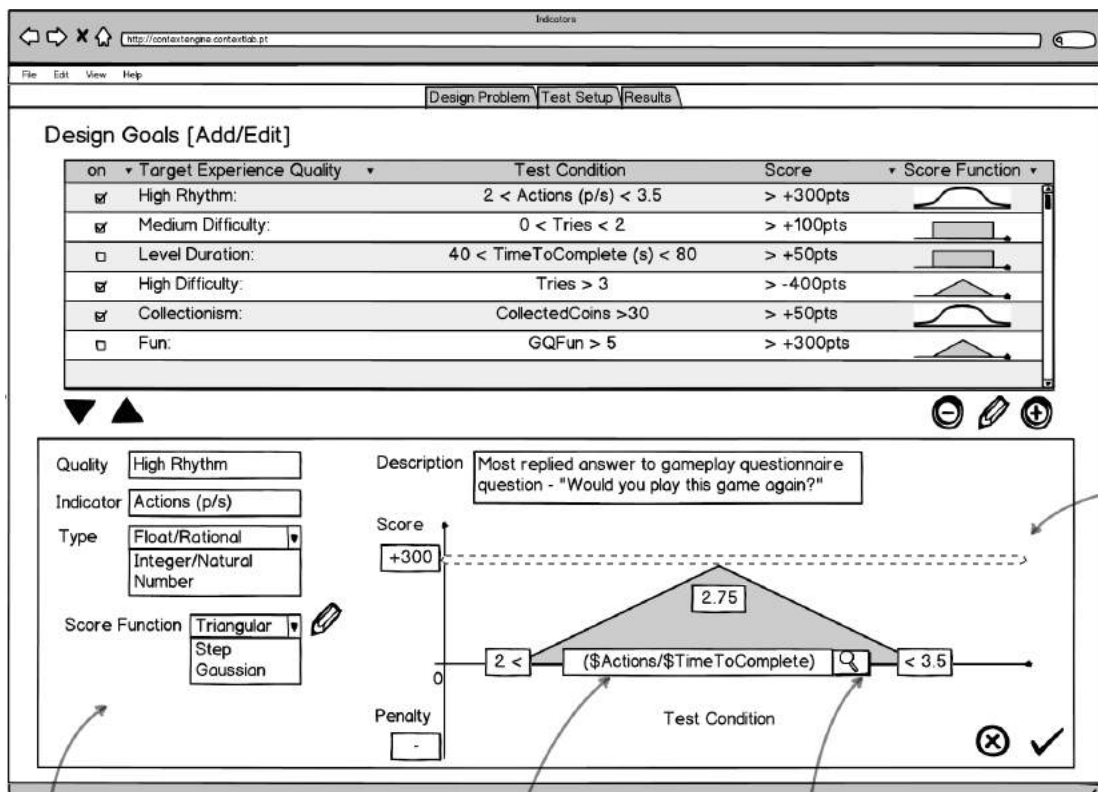 Indicators
http://contextengine.contextlab.pt
File Edit View Help
Design Problem Test Setup Results
Design Goals [Add/Edit]
on Target Experience Quality Test Condition Score Score Function
High Rhythm: 2 < Actions (p/s) < 3.5 > +300pts
Medium Difficulty: 0 < Tries < 2 > +100pts
Level Duration: 40 < TimeToComplete (s) < 80 > +50pts
High Difficulty: Tries > 3 > -400pts
Collectionism: CollectedCoins >30 > +50pts
Fun: GQFun > 5 > +300pts
Quality High Rhythm
Indicator Actions (p/s)
Type Float/Rational
Integer/Natural
Number
Score Function Triangular
Step
Gaussian
Description Most replied answer to gameplay questionnaire
question - "Would you play this game again?"
Score
+300
2.75
2 < ($Actions/$TimeToComplete) < 3.5
0
Penalty
-
Test Condition